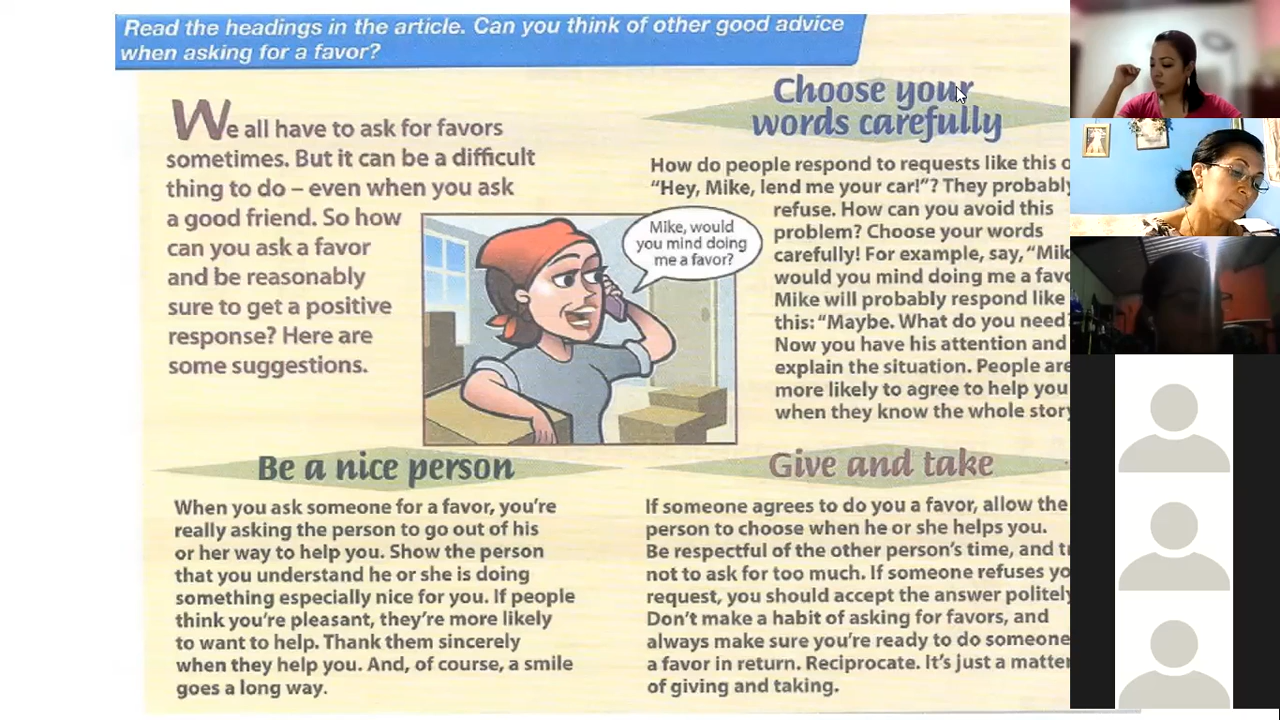 Read the headings in the article. Can you think of other good advice
when asking for a favor?
We all have to ask for favors
sometimes. But it can be a difficult
thing to do – even when you ask
a good friend. So how
can you ask a favor
and be reasonably
sure to get a positive
response? Here are
some suggestions.
Mike, would
you mind doing
me a favor?
Choose your
words carefully
How do people respond to requests like this
"Hey, Mike, lend me your car!"? They probably
refuse. How can you avoid this
problem? Choose your words
carefully! For example, say, "Mik
would you mind doing me a favo
Mike will probably respond like
this: "Maybe. What do you need
Now you have his attention and
explain the situation. People are
more likely to agree to help you
when they know the whole story
Be a nice person
When you ask someone for a favor, you're
really asking the person to go out of his
or her way to help you. Show the person
that you understand he or she is doing
something especially nice for you. If people
think you're pleasant, they're more likely
to want to help. Thank them sincerely
when they help you. And, of course, a smile
goes a long way.
Give and take
If someone agrees to do you a favor, allow the
person to choose when he or she helps you.
Be respectful of the other person's time, and
not to ask for too much. If someone refuses yo
request, you should accept the answer politely
Don't make a habit of asking for favors, and
always make sure you're ready to do someone
a favor in return. Reciprocate. It's just a matter
of giving and taking.